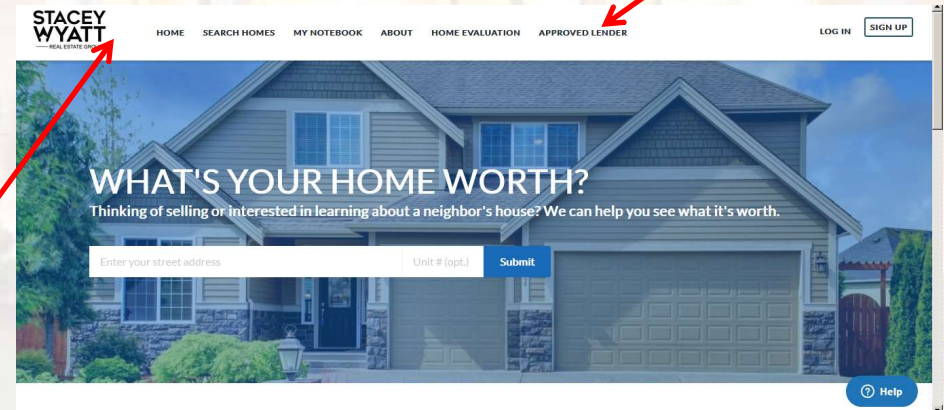 STACEY
WYATT
REAL ESTATE GROUP
HOME SEARCH HOMES MY NOTEBOOK ABOUT HOME EVALUATION APPROVED LENDER LOG IN SIGN UP
WHAT'S YOUR HOME WORTH?
Thinking of selling or interested in learning about a neighbor's house? We can help you see what it's worth.
Enter your street address Unit # (opt.) Submit
? Help